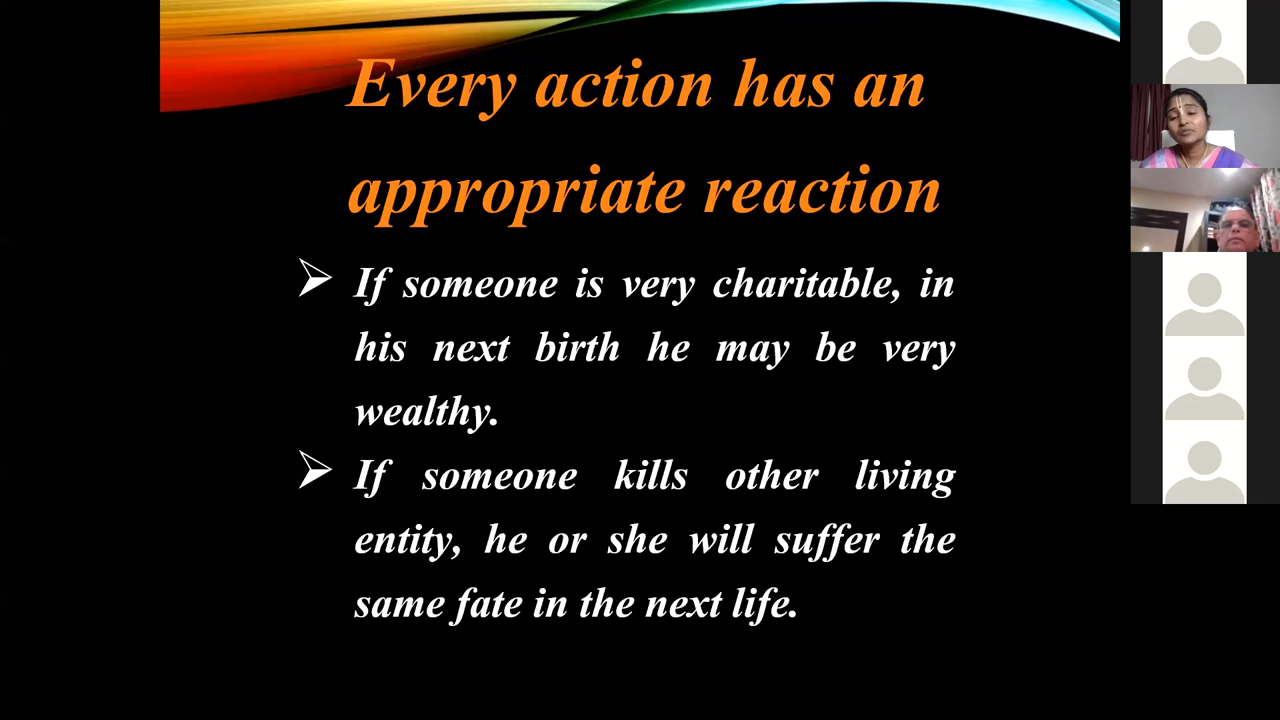 Every action has an
appropriate reaction
If someone is very charitable, in
his next birth he may be very
wealthy.
If someone kills other living
entity, he or she will suffer the
same fate in the next life.